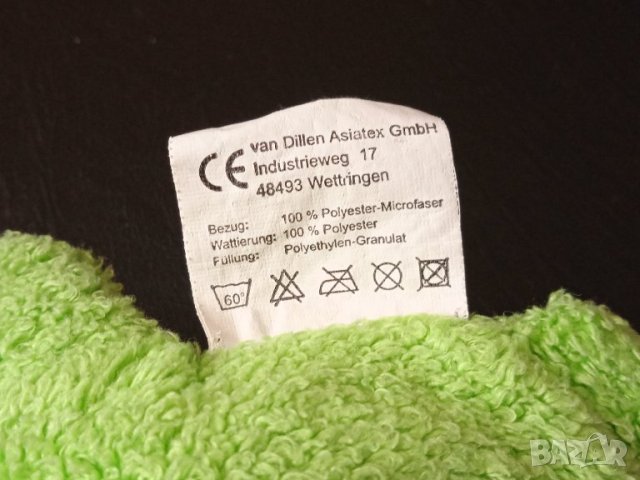 CE van Dillen Asiatex GmbH
Industrieweg 17
48493 Wettringen
Bezug: 100 % Polyester-Microfaser
Wattierung: 100 % Polyester
Füllung: Polyethylen-Granulat
60°
BAZAR